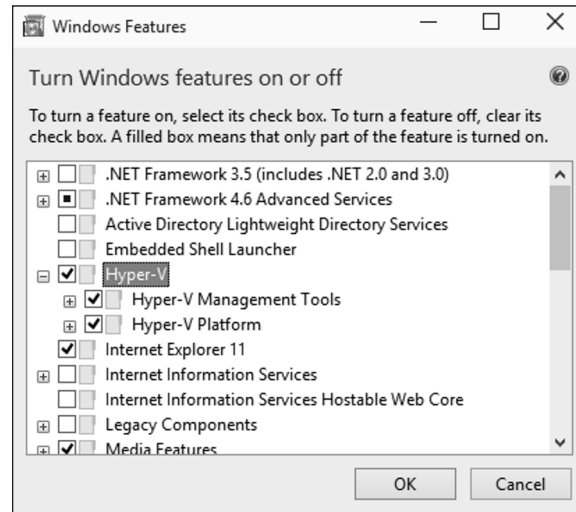 Windows Features
Turn Windows features on or off
To turn a feature on, select its check box. To turn a feature off, clear its
check box. A filled box means that only part of the feature is turned on.
.NET Framework 3.5 (includes .NET 2.0 and 3.0)
.NET Framework 4.6 Advanced Services
Active Directory Lightweight Directory Services
Embedded Shell Launcher
Hyper-V
Hyper-V Management Tools
Hyper-V Platform
Internet Explorer 11
Internet Information Services
Internet Information Services Hostable Web Core
Legacy Components
Media Features
OK Cancel